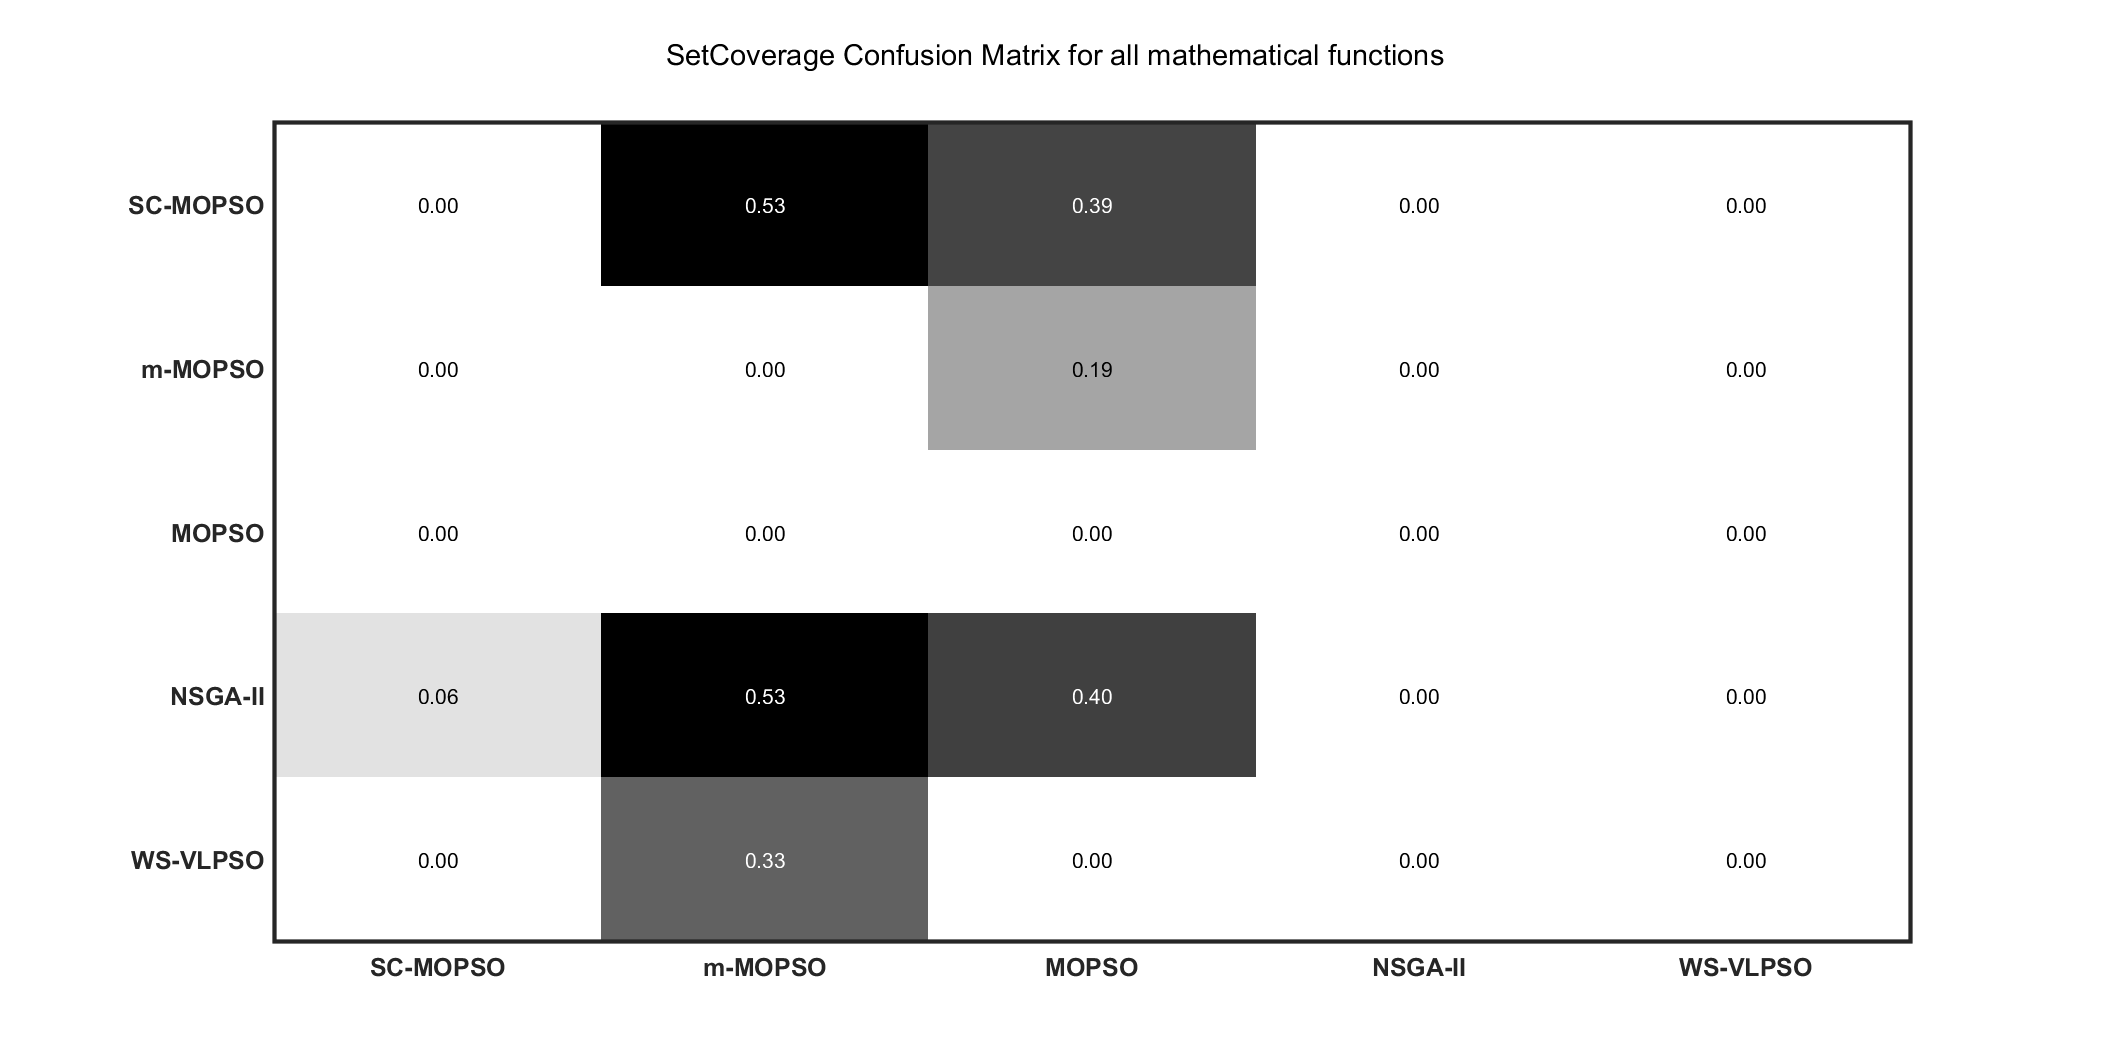 SetCoverage Confusion Matrix for all mathematical functions
SC-MOPSO 0.00 0.53 0.39 0.00 0.00
m-MOPSO 0.00 0.00 0.19 0.00 0.00
MOPSO 0.00 0.00 0.00 0.00 0.00
NSGA-II 0.06 0.53 0.40 0.00 0.00
WS-VLPSO 0.00 0.33 0.00 0.00 0.00
SC-MOPSO m-MOPSO MOPSO NSGA-II WS-VLPSO